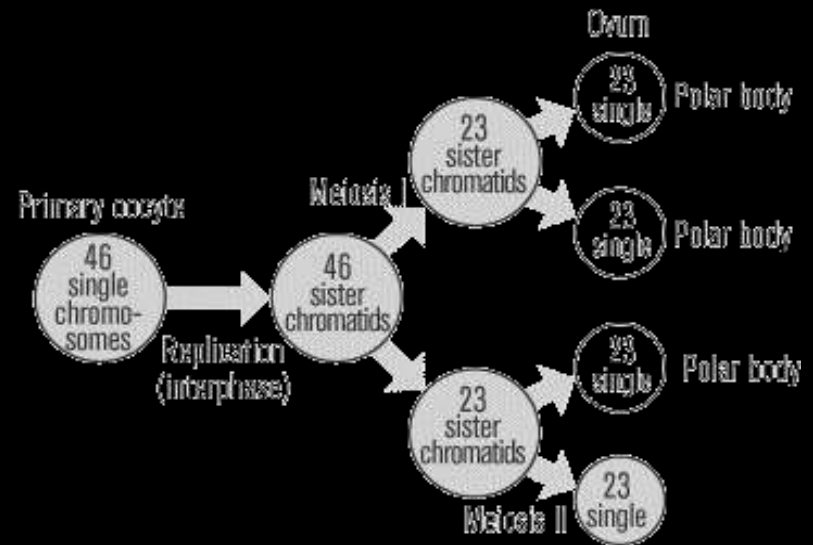 Ovum
23
single
Polar body
23
sister
chromatids
Meiosis I
23
single
Polar body
Primary oocyte
46
single
chromo-
somes
46
sister
chromatids
Replication
(interphase)
23
single
Polar body
23
sister
chromatids
Meiosis II
23
single